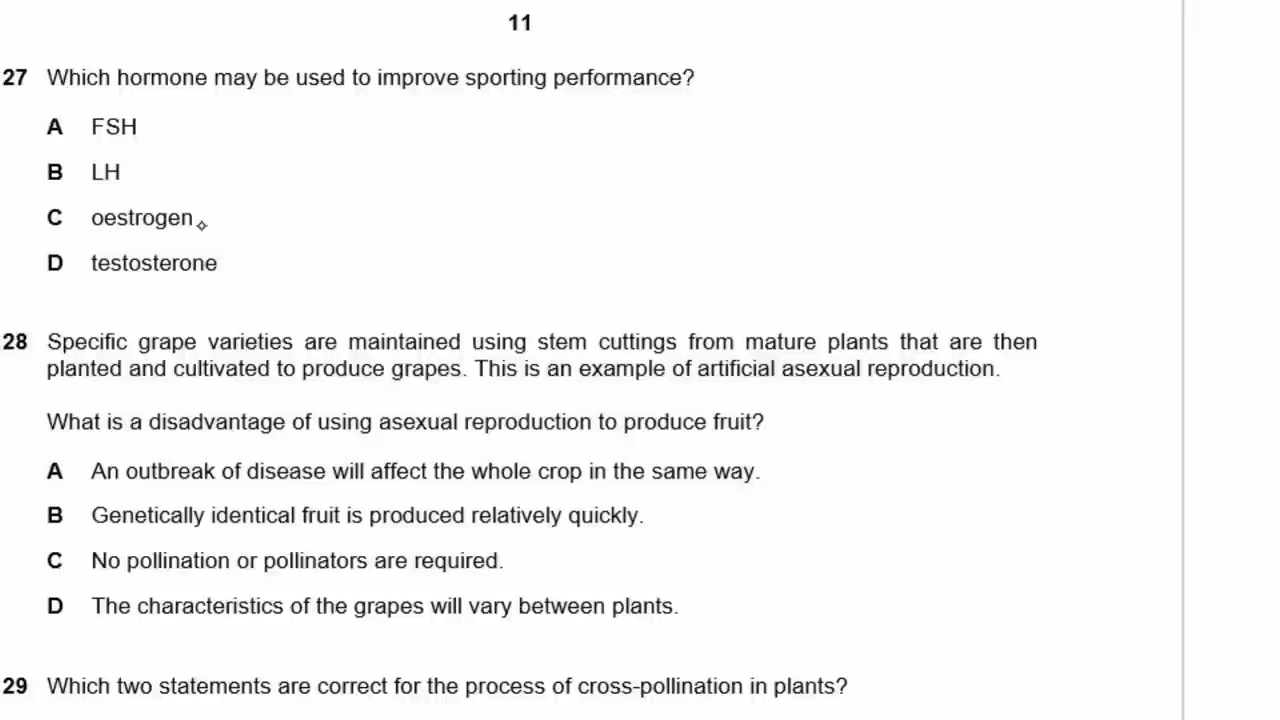 11
27 Which hormone may be used to improve sporting performance?
A FSH
B LH
C oestrogen
D testosterone
28 Specific grape varieties are maintained using stem cuttings from mature plants that are then
planted and cultivated to produce grapes. This is an example of artificial asexual reproduction.
What is a disadvantage of using asexual reproduction to produce fruit?
A An outbreak of disease will affect the whole crop in the same way.
B Genetically identical fruit is produced relatively quickly.
C No pollination or pollinators are required.
D The characteristics of the grapes will vary between plants.
29 Which two statements are correct for the process of cross-pollination in plants?